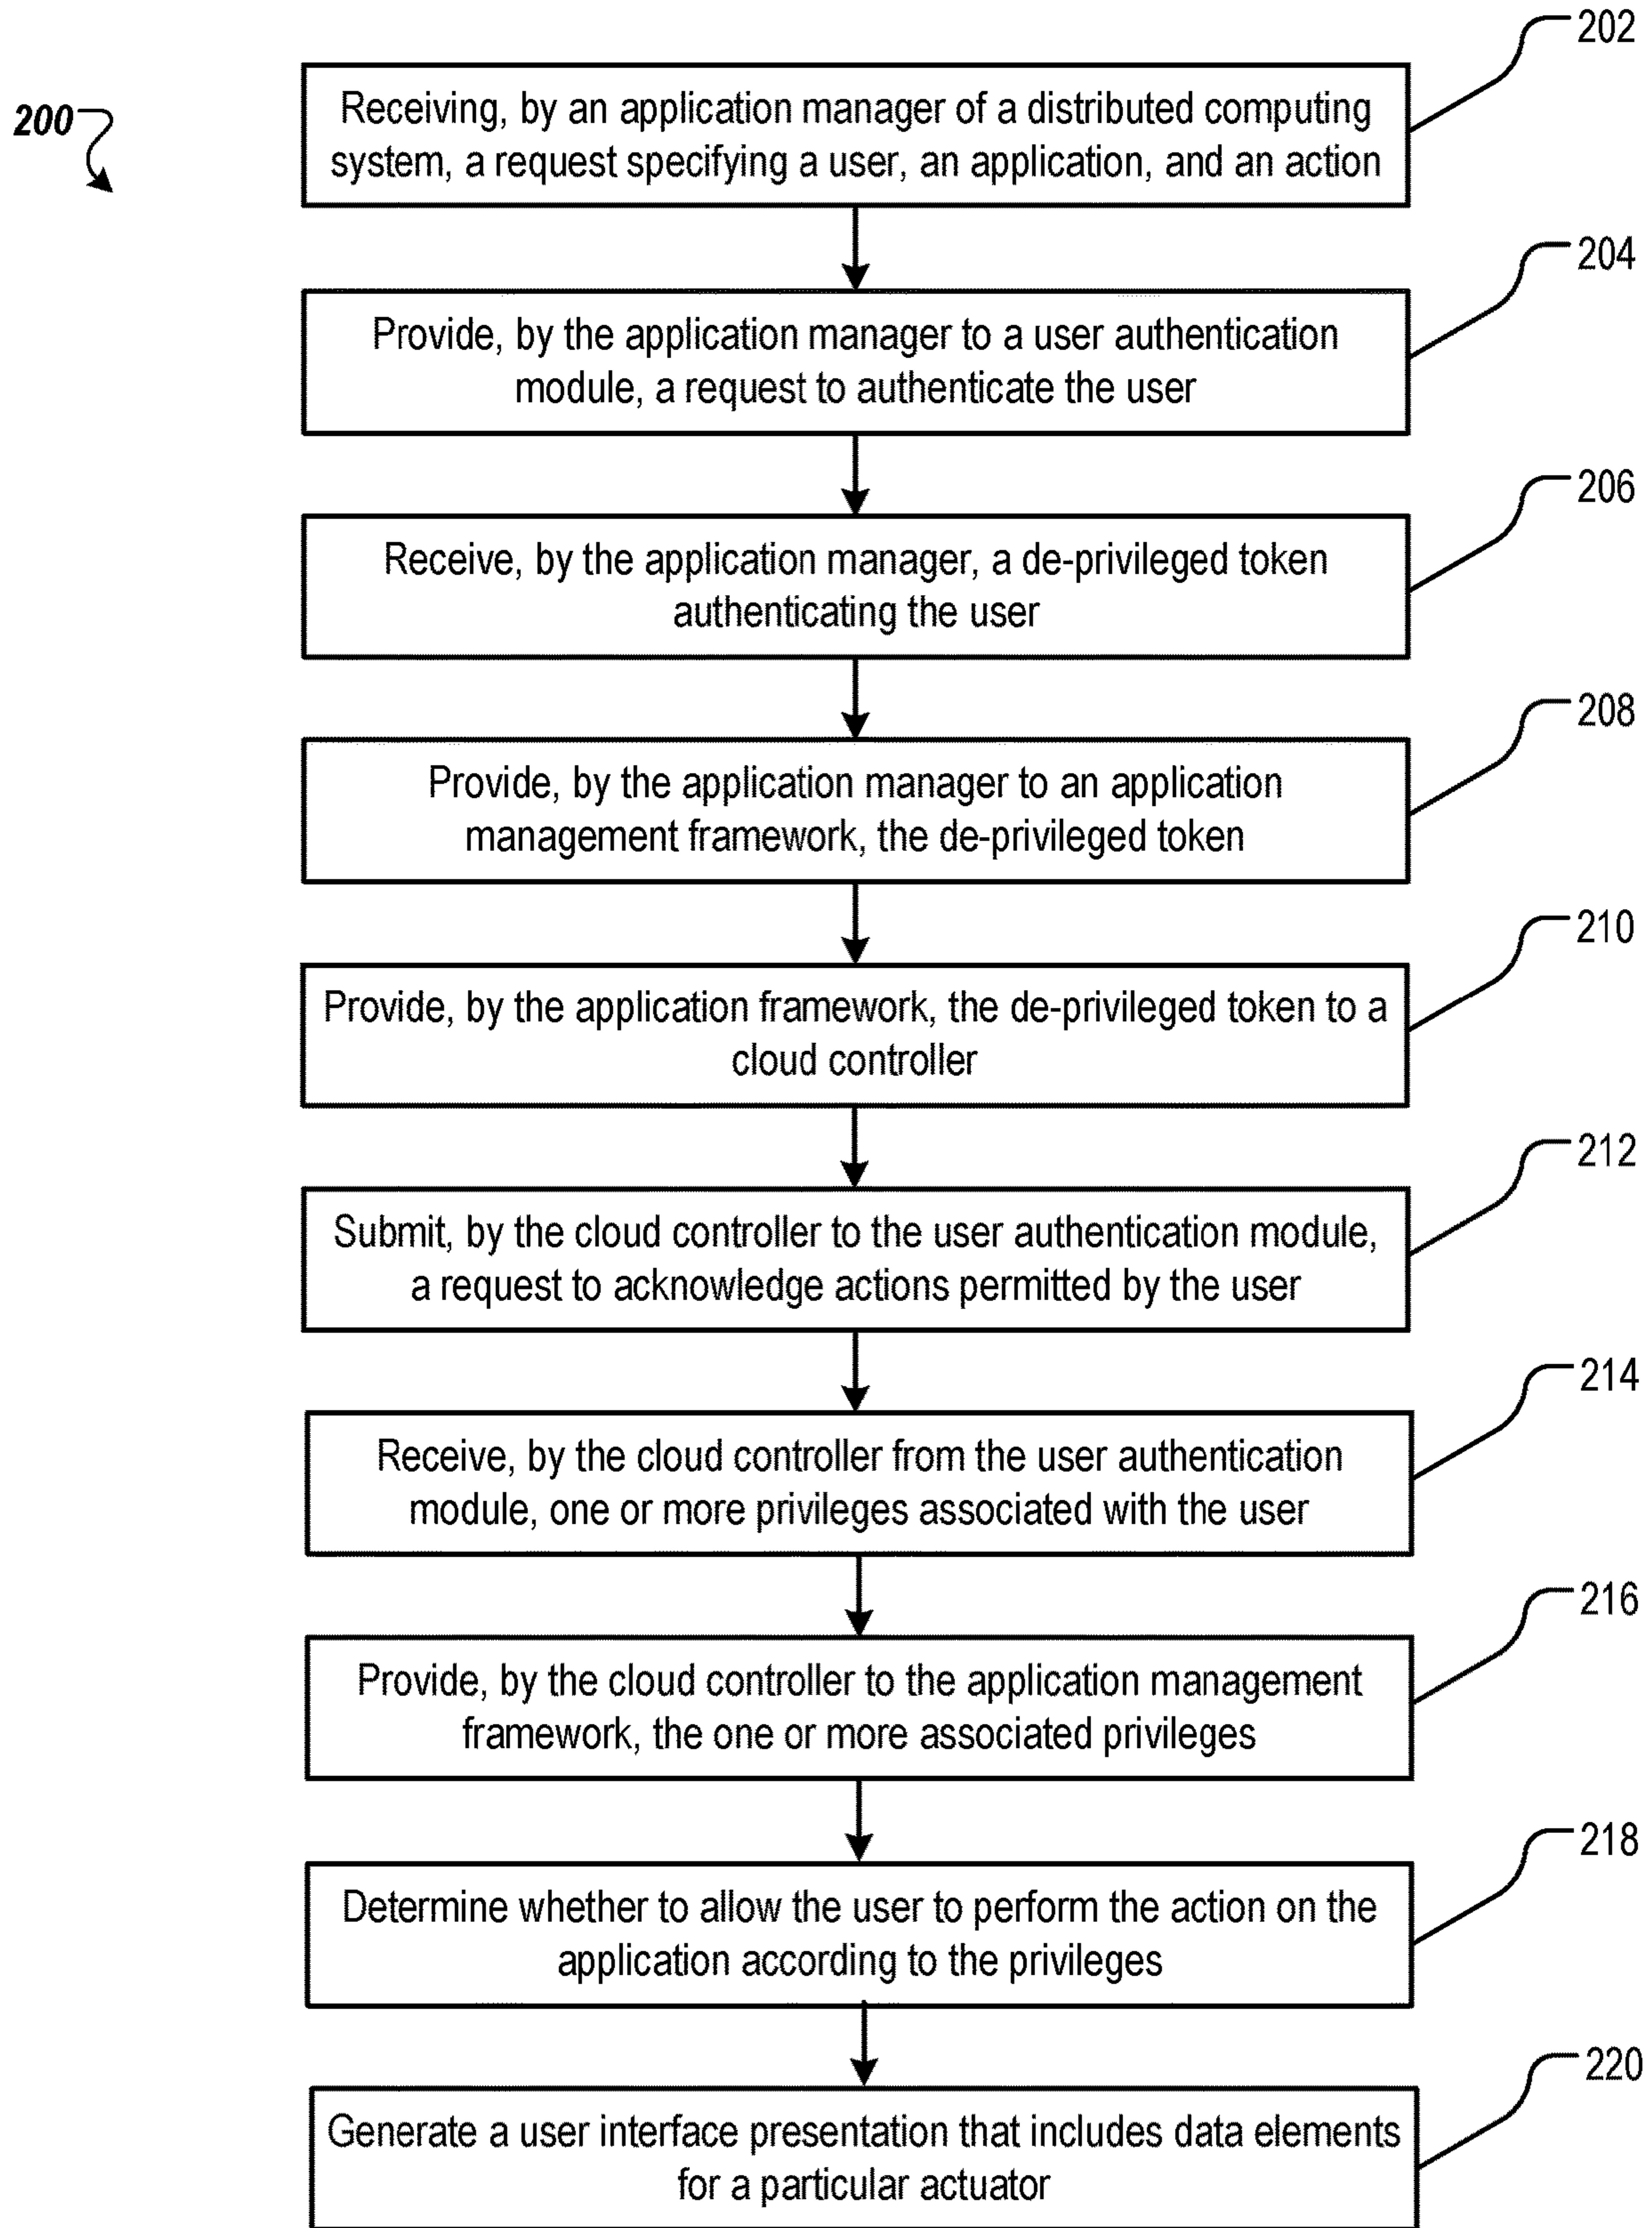 200
202
Receiving, by an application manager of a distributed computing
system, a request specifying a user, an application, and an action
204
Provide, by the application manager to a user authentication
module, a request to authenticate the user
206
Receive, by the application manager, a de-privileged token
authenticating the user
208
Provide, by the application manager to an application
management framework, the de-privileged token
210
Provide, by the application framework, the de-privileged token to a
cloud controller
212
Submit, by the cloud controller to the user authentication module,
a request to acknowledge actions permitted by the user
214
Receive, by the cloud controller from the user authentication
module, one or more privileges associated with the user
216
Provide, by the cloud controller to the application management
framework, the one or more associated privileges
218
Determine whether to allow the user to perform the action on the
application according to the privileges
220
Generate a user interface presentation that includes data elements
for a particular actuator